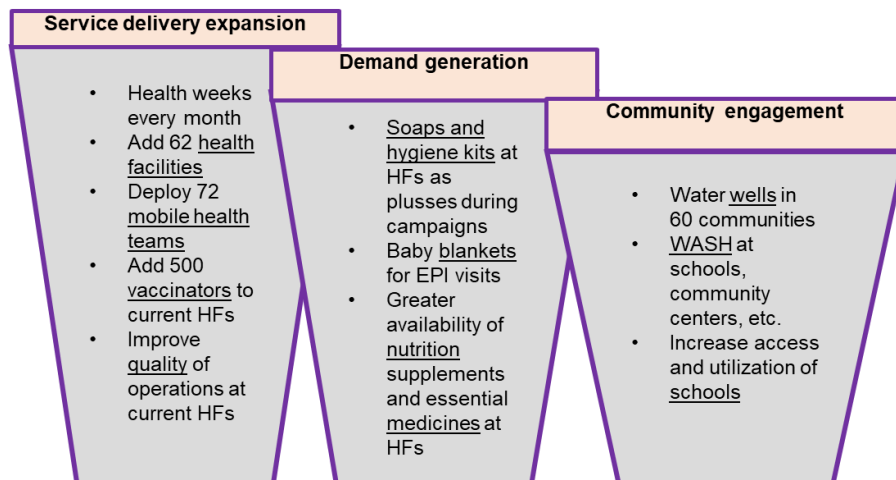 Service delivery expansion
• Health weeks
every month
• Add 62 health
facilities
• Deploy 72
mobile health
teams
• Add 500
vaccinators to
current HFs
• Improve
quality of
operations at
current HFs
Demand generation
• Soaps and
hygiene kits at
HFs as
plusses during
campaigns
• Baby blankets
for EPI visits
• Greater
availability of
nutrition
supplements
and essential
medicines at
HFs
Community engagement
• Water wells in
60 communities
• WASH at
schools,
community
centers, etc.
• Increase access
and utilization of
schools